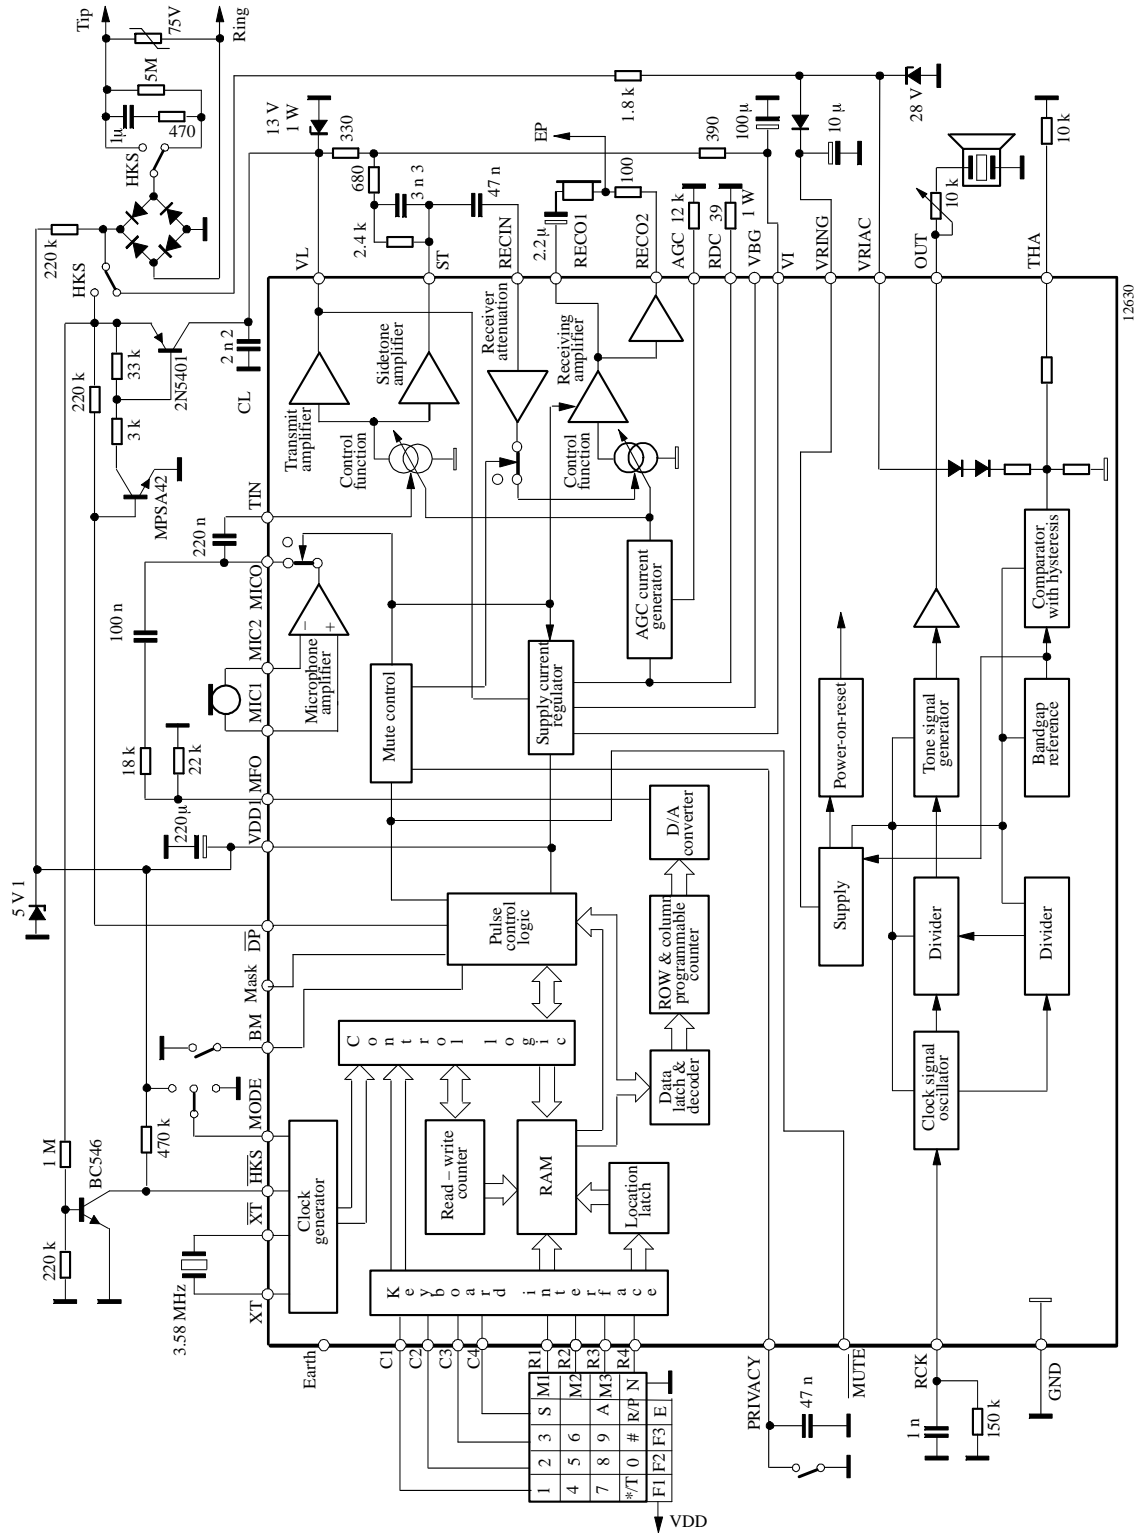 Tip
75V
Ring
5M
1µ
470
HKS
220 k
HKS
13 V
1 W
330
680
3 n 3
2.4 k
47 n
EP
2.2 µ
100
1.8 k
390
100 µ
10 µ
28 V
12 k
39
1 W
10 k
10 k
VL
ST
RECIN
RECO1
RECO2
AGC
RDC
VBG
VI
VRING
VRIAC
OUT
THA
12630
220 k
33 k
3 k
2N5401
2 n 2
CL
MPSA42
Transmit
amplifier
Sidetone
amplifier
Control
function
Receiver
attenuation
Receiving
amplifier
Control
function
TIN
220 n
MICO
100 n
MIC2
MIC1
Microphone
amplifier
−
+
18 k
22 k
MFO
220µ
VDD1
Mute control
Supply current
regulator
AGC current
generator
Comparator
with hysteresis
Power-on-reset
Tone signal
generator
Bandgap
reference
5 V 1
DP
Mask
BM
MODE
HKS
XT
XT
D/A
converter
Pulse
control
logic
ROW & column
programmable
counter
Supply
Divider
Divider
Control logic
Data
latch &
decoder
Clock signal
oscillator
1 M
BC546
470 k
220 k
3.58 MHz
Clock
generator
Read – write
counter
RAM
Location
latch
Keyboard interface
Earth
C1
C2
C3
C4
R1
R2
R3
R4
PRIVACY
MUTE
RCK
GND
1 2 3 S M1
4 5 6 M2
7 8 9 A M3
*/T 0 # R/P N
F1 F2 F3 E
VDD
47 n
1 n
150 k